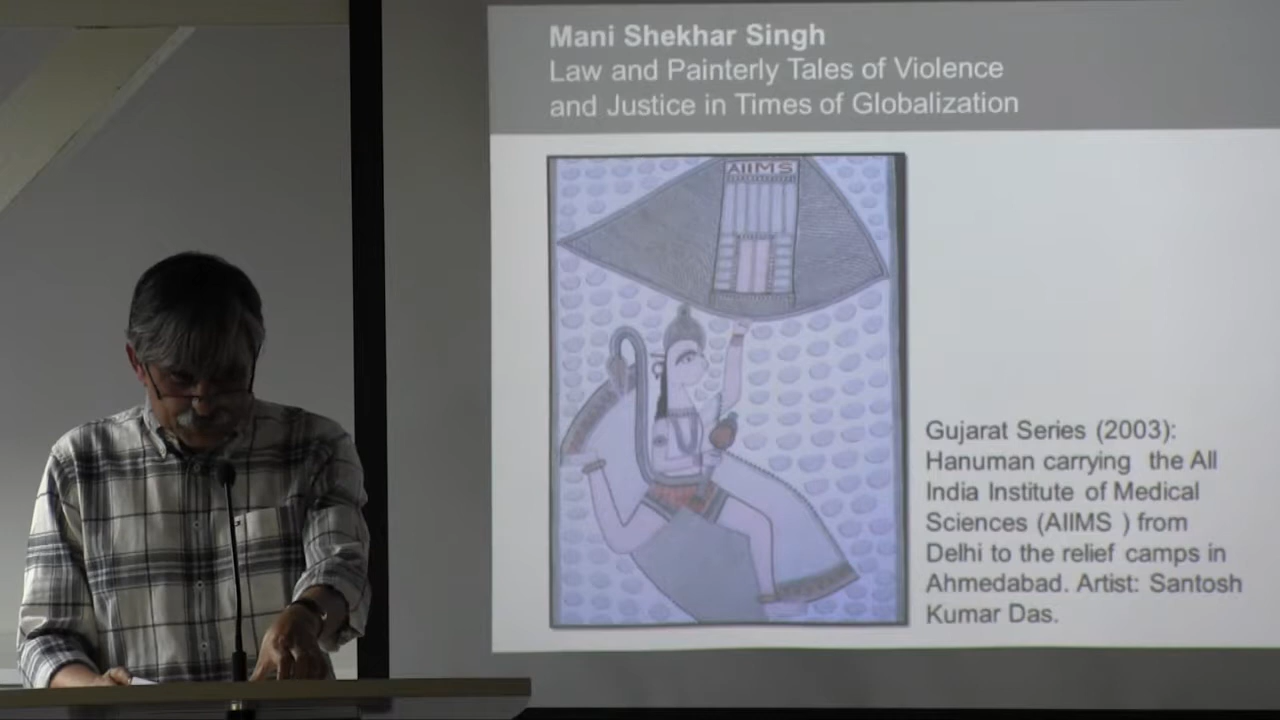 Mani Shekhar Singh
Law and Painterly Tales of Violence
and Justice in Times of Globalization
AIIMS
Gujarat Series (2003):
Hanuman carrying the All
India Institute of Medical
Sciences (AIIMS ) from
Delhi to the relief camps in
Ahmedabad. Artist: Santosh
Kumar Das.